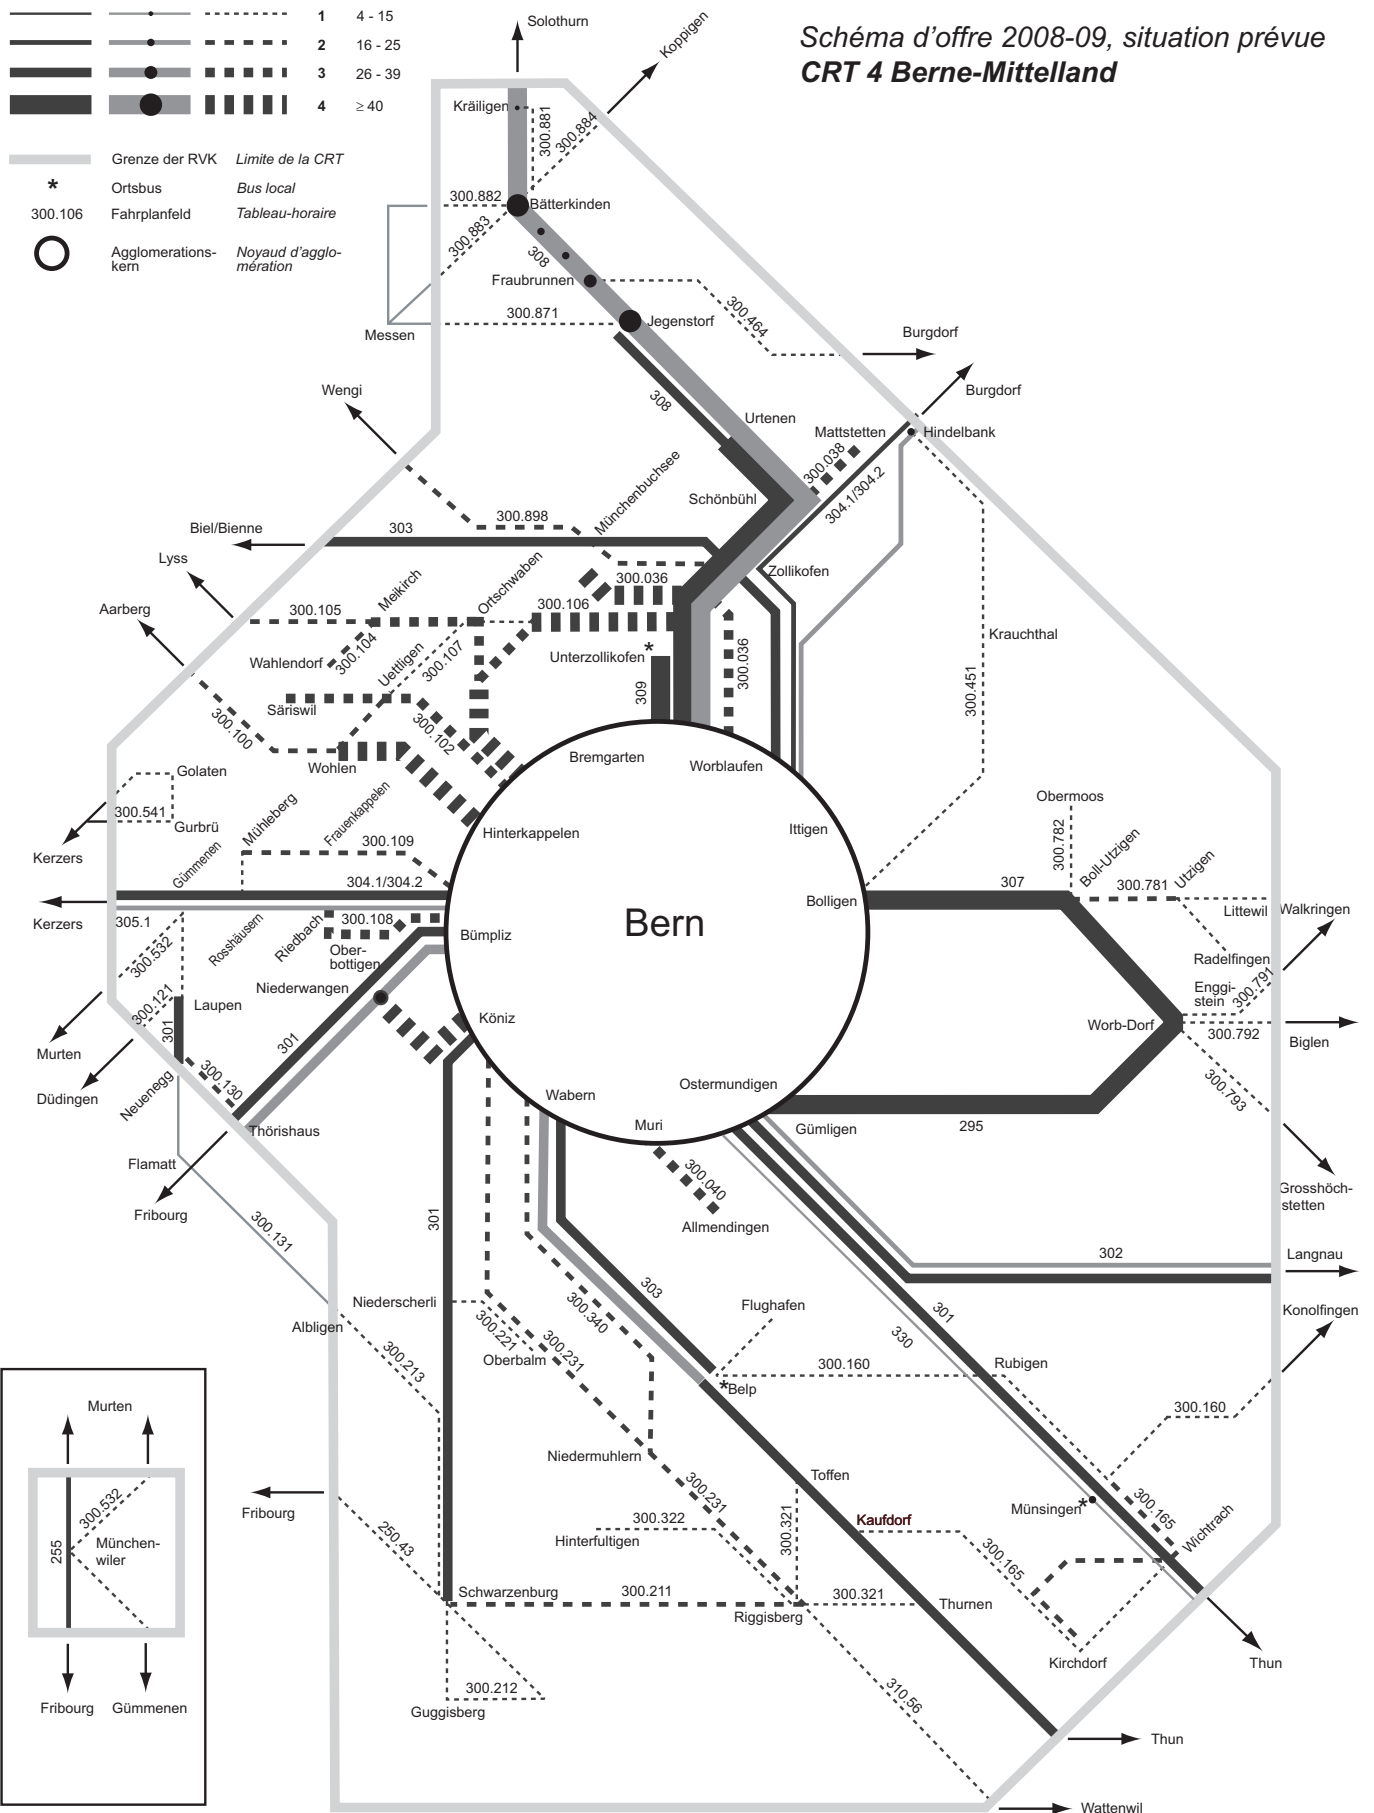 Schéma d’offre 2008-09, situation prévue
CRT 4 Berne-Mittelland
1 4 - 15
2 16 - 25
3 26 - 39
4 ≥ 40
Grenze der RVK Limite de la CRT
* Ortsbus Bus local
300.106 Fahrplanfeld Tableau-horaire
Agglomerations-
kern
Noyaud d’agglo-
mération
Solothurn
Koppigen
Kräiligen
300.881
300.884
300.882
Bätterkinden
300.883
308
Fraubrunnen
300.871
Jegenstorf
300.464
Messen
Burgdorf
Burgdorf
Wengi
308
Urtenen
Mattstetten
Hindelbank
300.038
304.1/304.2
Münchenbuchsee
Schönbühl
Biel/Bienne
303
300.898
Lyss
Zollikofen
300.036
Meikirch
Ortschwaben
Aarberg
300.105
300.106
300.104
300.107
Wahlendorf
Uettligen
Unterzollikofen
*
309
300.036
Krauchthal
300.451
Säriswil
300.100
300.102
Wohlen
Bremgarten
Worblaufen
Golaten
300.541
Gurbrü
Mühleberg
Frauenkappelen
Hinterkappelen
Ittigen
Obermoos
300.782
Boll-Utzigen
Kerzers
Gümmenen
300.109
304.1/304.2
307
300.781
Utzigen
Bolligen
Littewil
Walkringen
Kerzers
305.1
300.532
Rosshäusern
Riedbach
300.108
Ober-
bottigen
Bümpliz
Bern
Radelfingen
Niederwangen
Enggi-
stein
300.791
300.121
Laupen
301
301
Köniz
Worb-Dorf
300.792
Biglen
Murten
Düdingen
Neuenegg
300.130
Wabern
Ostermundigen
300.793
Thörishaus
Muri
Gümligen
295
Flamatt
Fribourg
300.040
Allmendingen
Grosshöch-
stetten
300.131
301
302
Langnau
303
Niederscherli
300.221
300.231
300.340
Flughafen
301
330
Konolfingen
Albligen
300.213
Oberbalm
300.160
Rubigen
*
Belp
300.160
Murten
Niedermuhlern
Toffen
Fribourg
250.43
300.231
300.321
Kaufdorf
Münsingen
*
300.165
Wichtrach
300.532
255
München-
wiler
300.322
Hinterfultigen
300.165
Schwarzenburg
300.211
Riggisberg
300.321
Thurnen
Kirchdorf
Thun
300.212
Guggisberg
310.56
Fribourg Gümmenen
Thun
Wattenwil